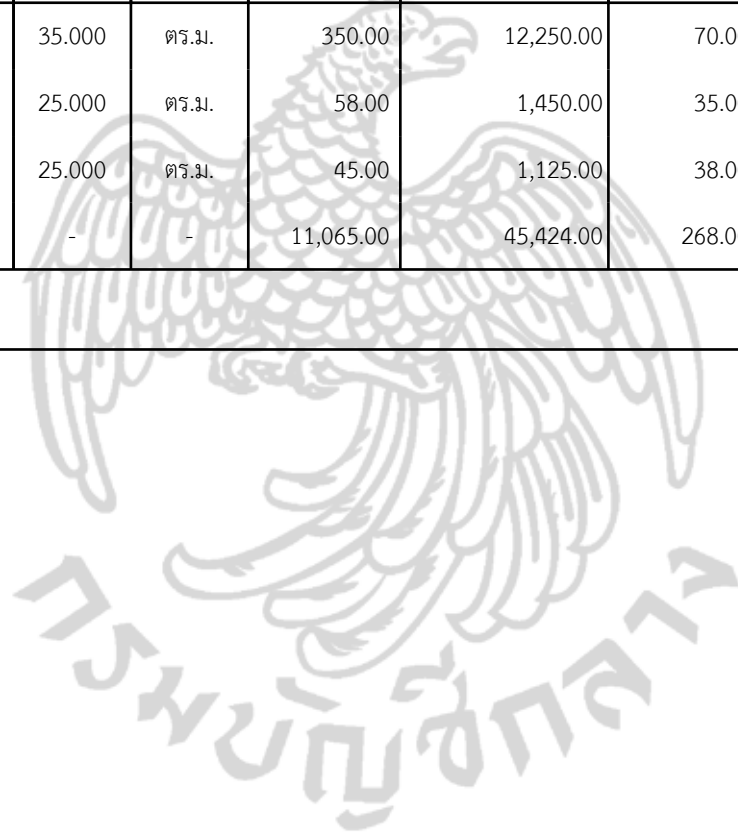 35.000 ตร.ม. 350.00 12,250.00 70.0
25.000 ตร.ม. 58.00 1,450.00 35.0
25.000 ตร.ม. 45.00 1,125.00 38.0
- - 11,065.00 45,424.00 268.0
กรมบัญชีกลาง